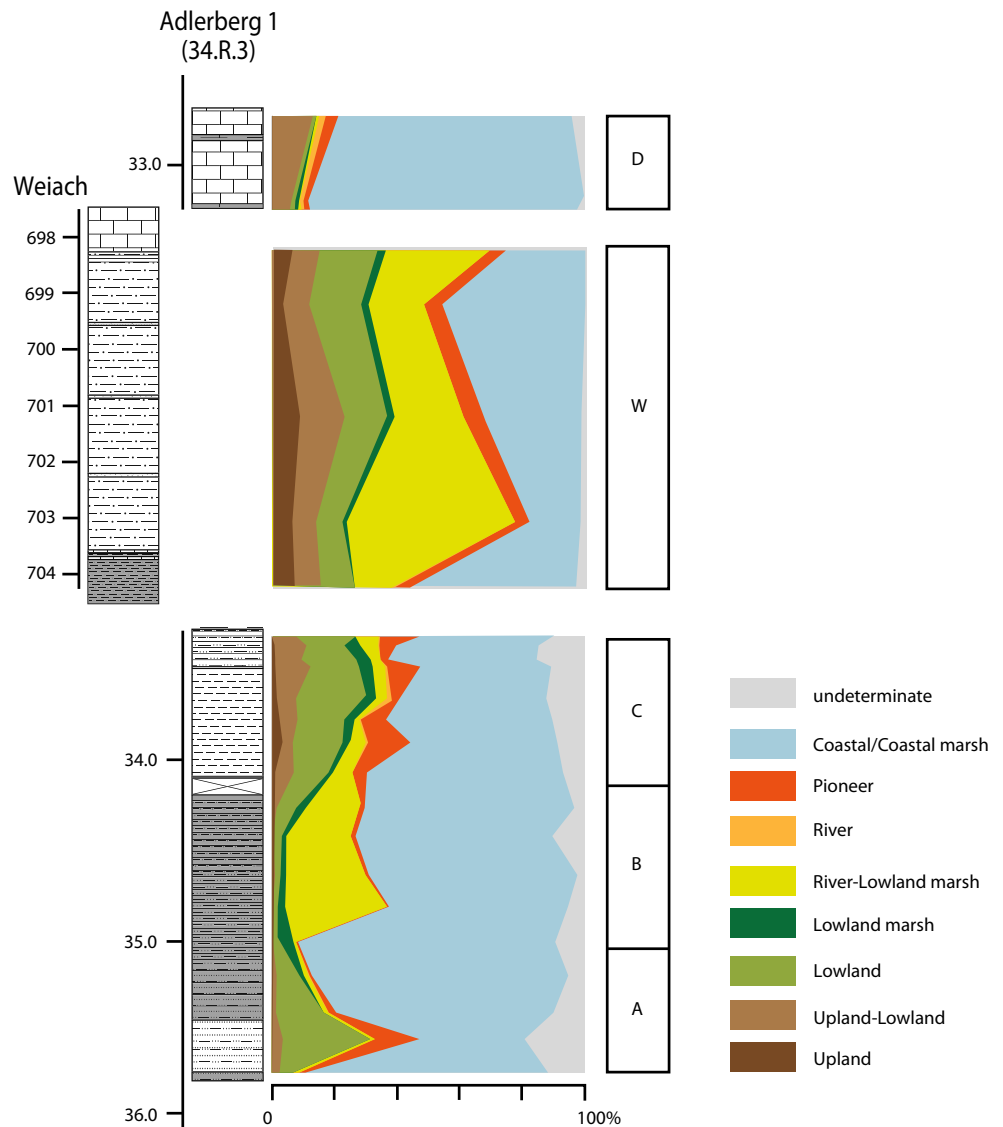 Adlerberg 1
(34.R.3)
33.0
D
Weiach
698
699
700
701
702
703
704
W
34.0
35.0
36.0
C
B
A
0
100%
undeterminate
Coastal/Coastal marsh
Pioneer
River
River-Lowland marsh
Lowland marsh
Lowland
Upland-Lowland
Upland